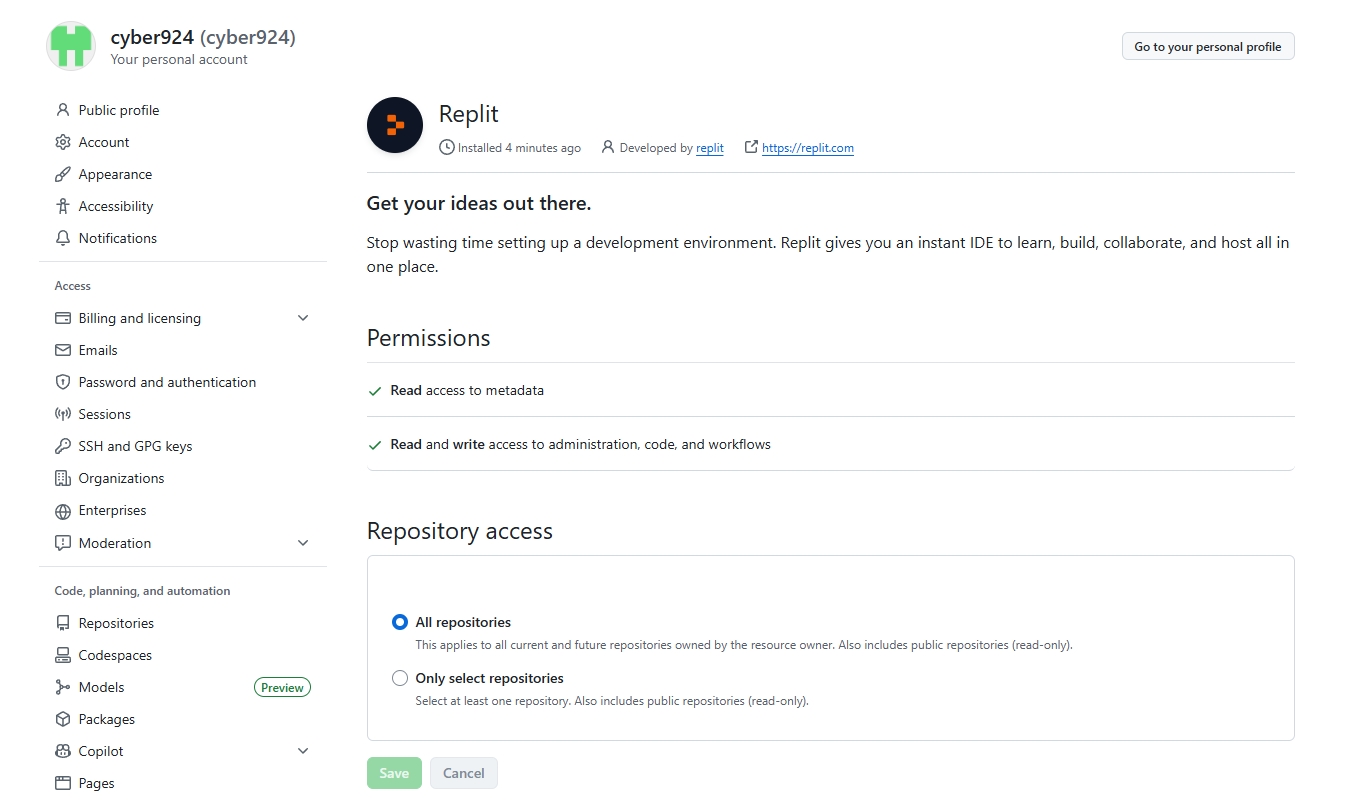 cyber924 (cyber924)
Your personal account
Go to your personal profile
Public profile
Account
Appearance
Accessibility
Notifications
Access
Billing and licensing
Emails
Password and authentication
Sessions
SSH and GPG keys
Organizations
Enterprises
Moderation
Code, planning, and automation
Repositories
Codespaces
Models Preview
Packages
Copilot
Pages
Replit
Installed 4 minutes ago Developed by replit https://replit.com
Get your ideas out there.
Stop wasting time setting up a development environment. Replit gives you an instant IDE to learn, build, collaborate, and host all in
one place.
Permissions
Read access to metadata
Read and write access to administration, code, and workflows
Repository access
All repositories
This applies to all current and future repositories owned by the resource owner. Also includes public repositories (read-only).
Only select repositories
Select at least one repository. Also includes public repositories (read-only).
Save Cancel